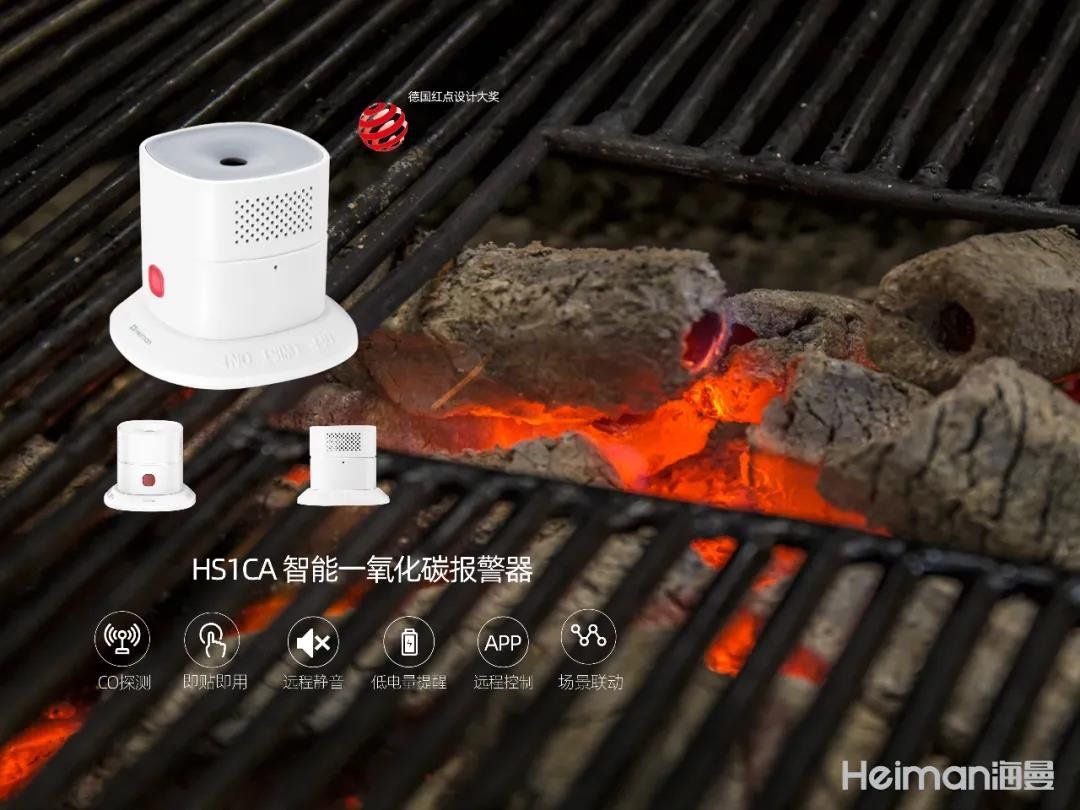 德国红点设计大奖
Heiman
HS1CA 智能一氧化碳报警器
APP
CO探测
即贴即用
远程静音
低电量提醒
远程控制
场景联动
Heiman海曼